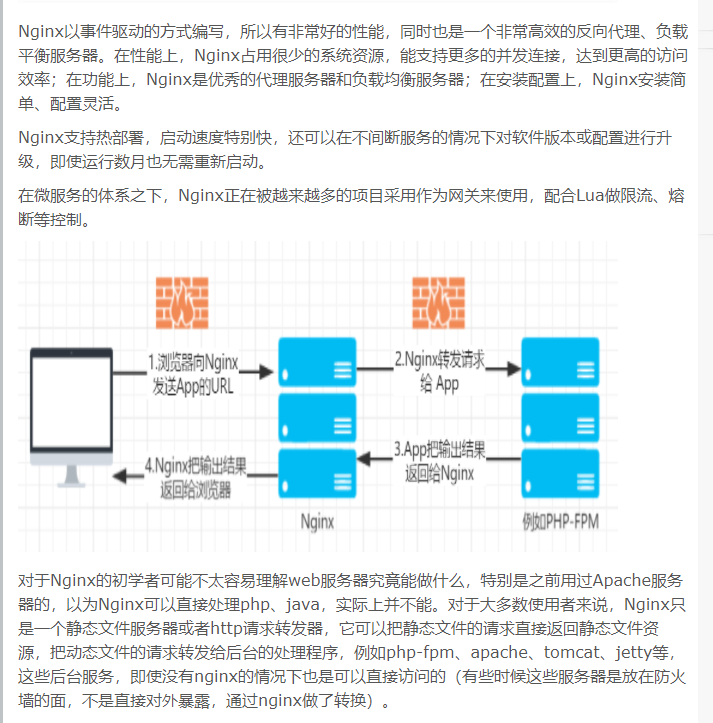 Nginx以事件驱动的方式编写，所以有非常好的性能，同时也是一个非常高效的反向代理、负载
平衡服务器。在性能上，Nginx占用很少的系统资源，能支持更多的并发连接，达到更高的访问
效率；在功能上，Nginx是优秀的代理服务器和负载均衡服务器；在安装配置上，Nginx安装简
单、配置灵活。
Nginx支持热部署，启动速度特别快，还可以在不间断服务的情况下对软件版本或配置进行升
级，即使运行数月也无需重新启动。
在微服务的体系之下，Nginx正在被越来越多的项目采用作为网关来使用，配合Lua做限流、熔
断等控制。
1.浏览器向Nginx
发送App的URL
2.Nginx转发请求
给 App
3.App把输出结果
返回给Nginx
4.Nginx把输出结果
返回给浏览器
Nginx
例如PHP-FPM
对于Nginx的初学者可能不太容易理解web服务器究竟能做什么，特别是之前用过Apache服务
器的，以为Nginx可以直接处理php、java，实际上并不能。对于大多数使用者来说，Nginx只
是一个静态文件服务器或者http请求转发器，它可以把静态文件的请求直接返回静态文件资
源，把动态文件的请求转发给后台的处理程序，例如php-fpm、apache、tomcat、jetty等，
这些后台服务，即使没有nginx的情况下也是可以直接访问的（有些时候这些服务器是放在防火
墙的面，不是直接对外暴露，通过nginx做了转换）。